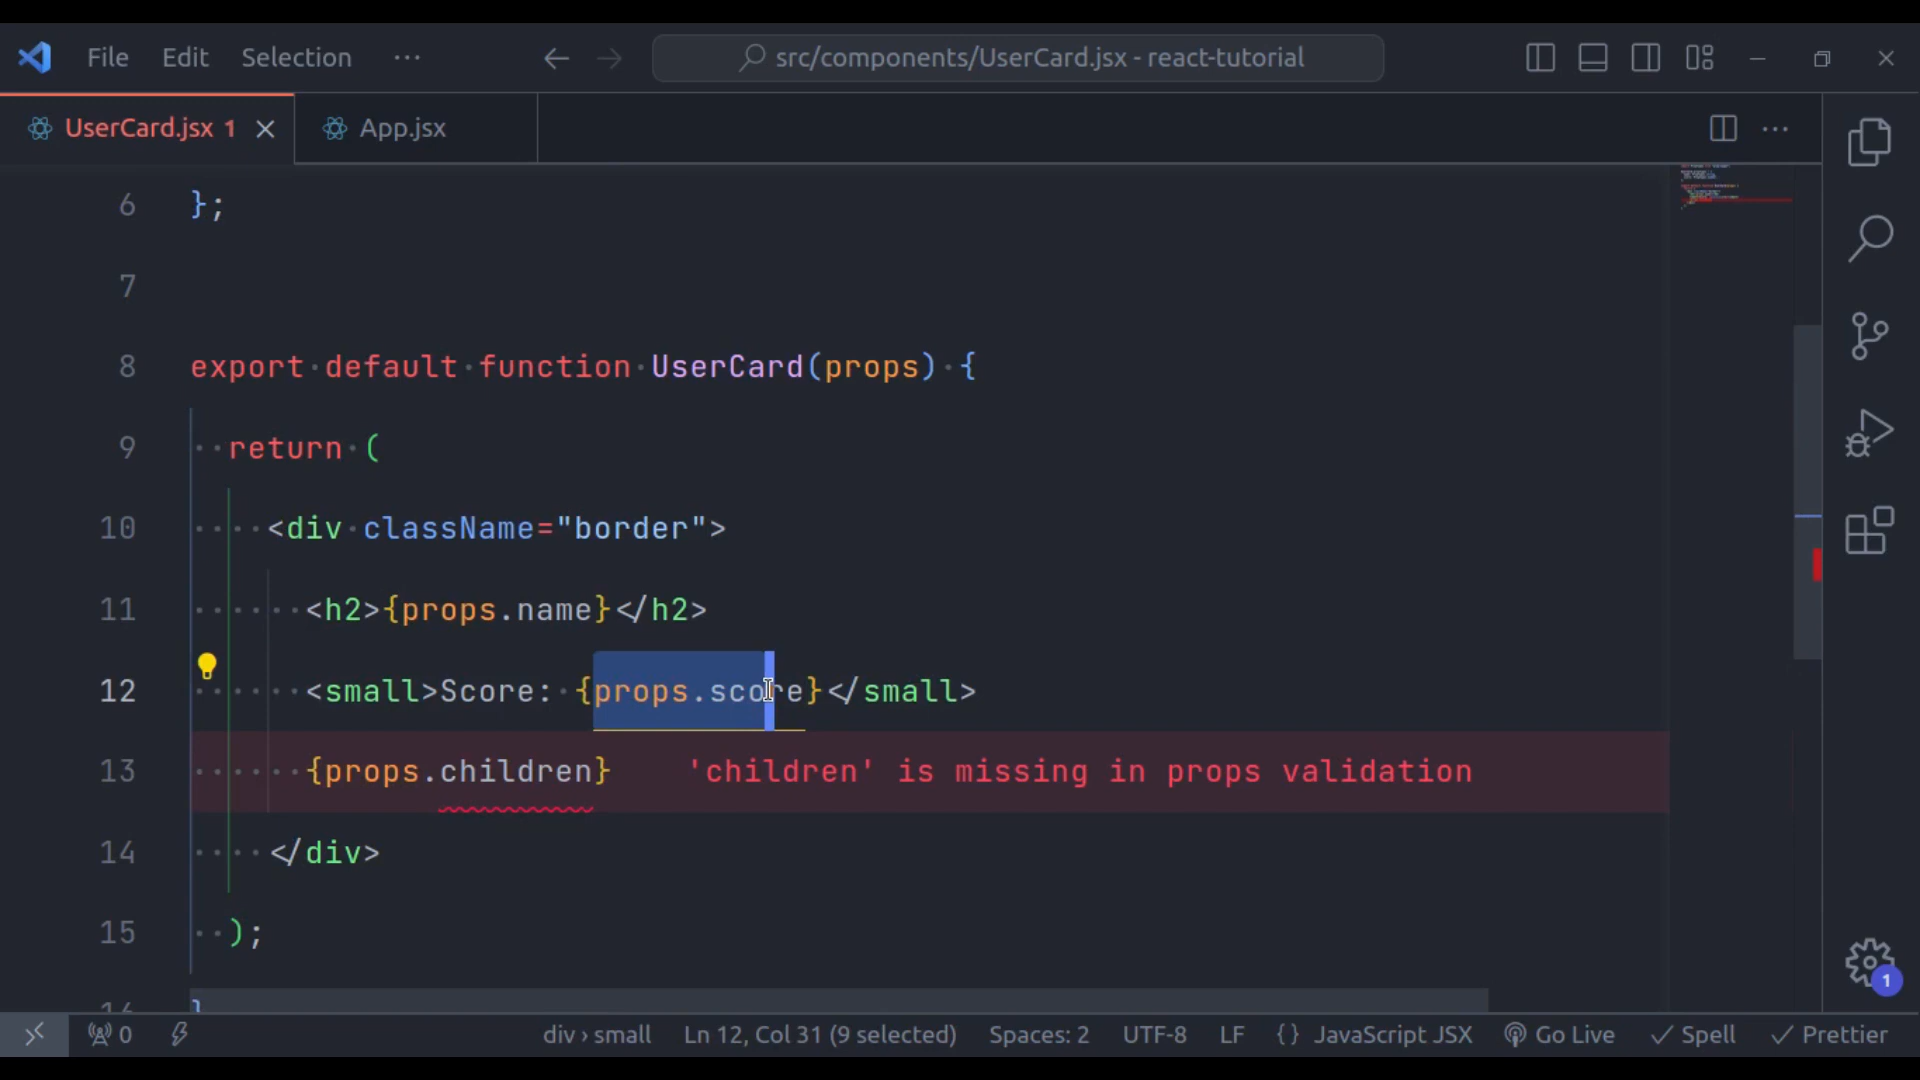 File Edit Selection ··· src/components/UserCard.jsx - react-tutorial
UserCard.jsx 1 App.jsx
6 };
7
8 export default function UserCard(props) {
9 return (
10 <div className="border">
11 <h2>{props.name}</h2>
12 <small>Score: {props.score}</small>
13 {props.children} 'children' is missing in props validation
14 </div>
15 );
16 }
1
0 div › small Ln 12, Col 31 (9 selected) Spaces: 2 UTF-8 LF {} JavaScript JSX Go Live Spell Prettier